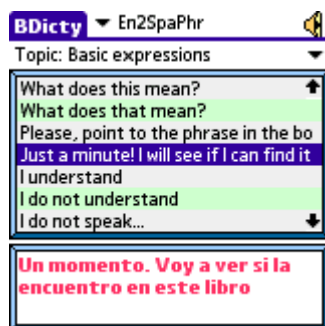 BDicty En2SpaPhr
Topic: Basic expressions
What does this mean?
What does that mean?
Please, point to the phrase in the bo
Just a minute! I will see if I can find it
I understand
I do not understand
I do not speak...
Un momento. Voy a ver si la
encuentro en este libro